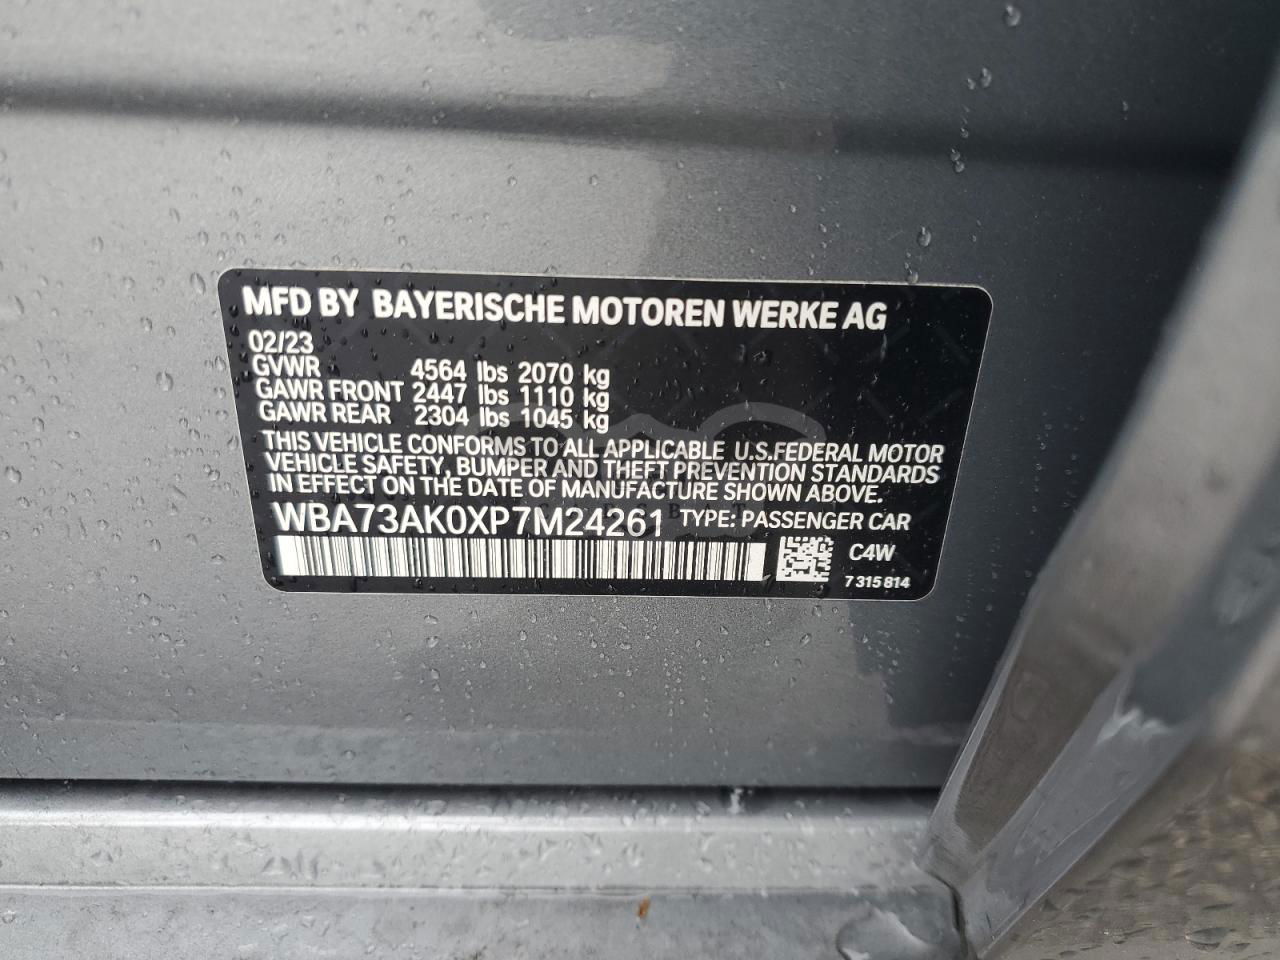 MFD BY BAYERISCHE MOTOREN WERKE AG
02/23
GVWR 4564 lbs 2070 kg
GAWR FRONT 2447 lbs 1110 kg
GAWR REAR 2304 lbs 1045 kg
THIS VEHICLE CONFORMS TO ALL APPLICABLE U.S.FEDERAL MOTOR
VEHICLE SAFETY, BUMPER AND THEFT PREVENTION STANDARDS
IN EFFECT ON THE DATE OF MANUFACTURE SHOWN ABOVE.
WBA73AK0XP7M24261 TYPE: PASSENGER CAR
C4W
7 315 814